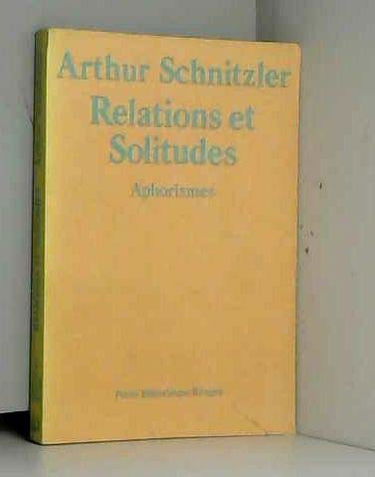 Arthur Schnitzler
Relations et
Solitudes
Aphorismes
Petite Bibliothèque Rivages